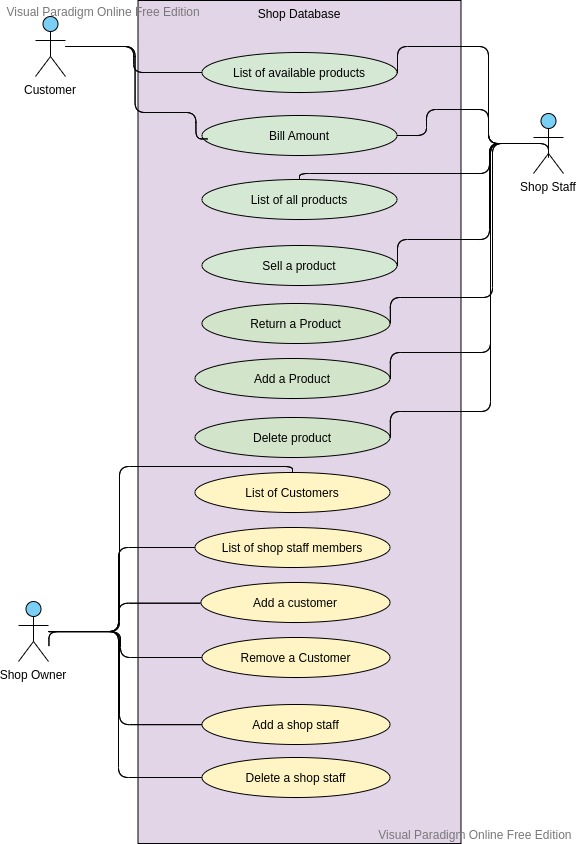 Visual Paradigm Online Free Edition
Shop Database
Customer
List of available products
Bill Amount
Shop Staff
List of all products
Sell a product
Return a Product
Add a Product
Delete product
List of Customers
List of shop staff members
Add a customer
Shop Owner
Remove a Customer
Add a shop staff
Delete a shop staff
Visual Paradigm Online Free Edition